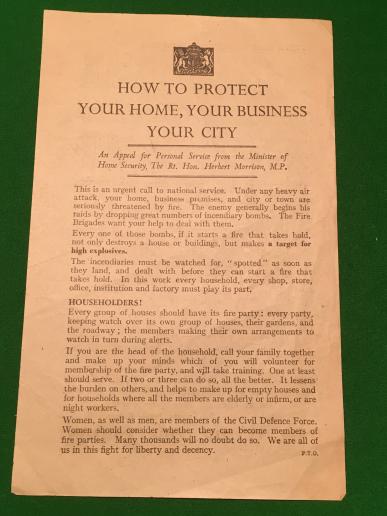 HOW TO PROTECT
YOUR HOME, YOUR BUSINESS
YOUR CITY
An Appeal for Personal Service from the Minister of
Home Security, The Rt. Hon. Herbert Morrison, M.P.
This is an urgent call to national service. Under any heavy air
attack, your home, business premises, and city or town are
seriously threatened by fire. The enemy generally begins his
raids by dropping great numbers of incendiary bombs. The Fire
Brigades want your help to deal with them.
Every one of those bombs, if it starts a fire that takes hold,
not only destroys a house or buildings, but makes a target for
high explosives.
The incendiaries must be watched for, "spotted" as soon as
they land, and dealt with before they can start a fire that
takes hold. In this work every household, every shop, store,
office, institution and factory must play its part.
HOUSEHOLDERS!
Every group of houses should have its fire party: every party,
keeping watch over its own group of houses, their gardens, and
the roadway; the members making their own arrangements to
watch in turn during alerts.
If you are the head of the household, call your family together
and make up your minds which of you will volunteer for
membership of the fire party, and will take training. One at least
should serve. If two or three can do so, all the better. It lessens
the burden on others, and helps to make up for empty houses and
for households where all the members are elderly or infirm, or are
night workers.
Women, as well as men, are members of the Civil Defence Force.
Women should consider whether they can become members of
fire parties. Many thousands will no doubt do so. We are all of
us in this fight for liberty and decency.
P.T.O.